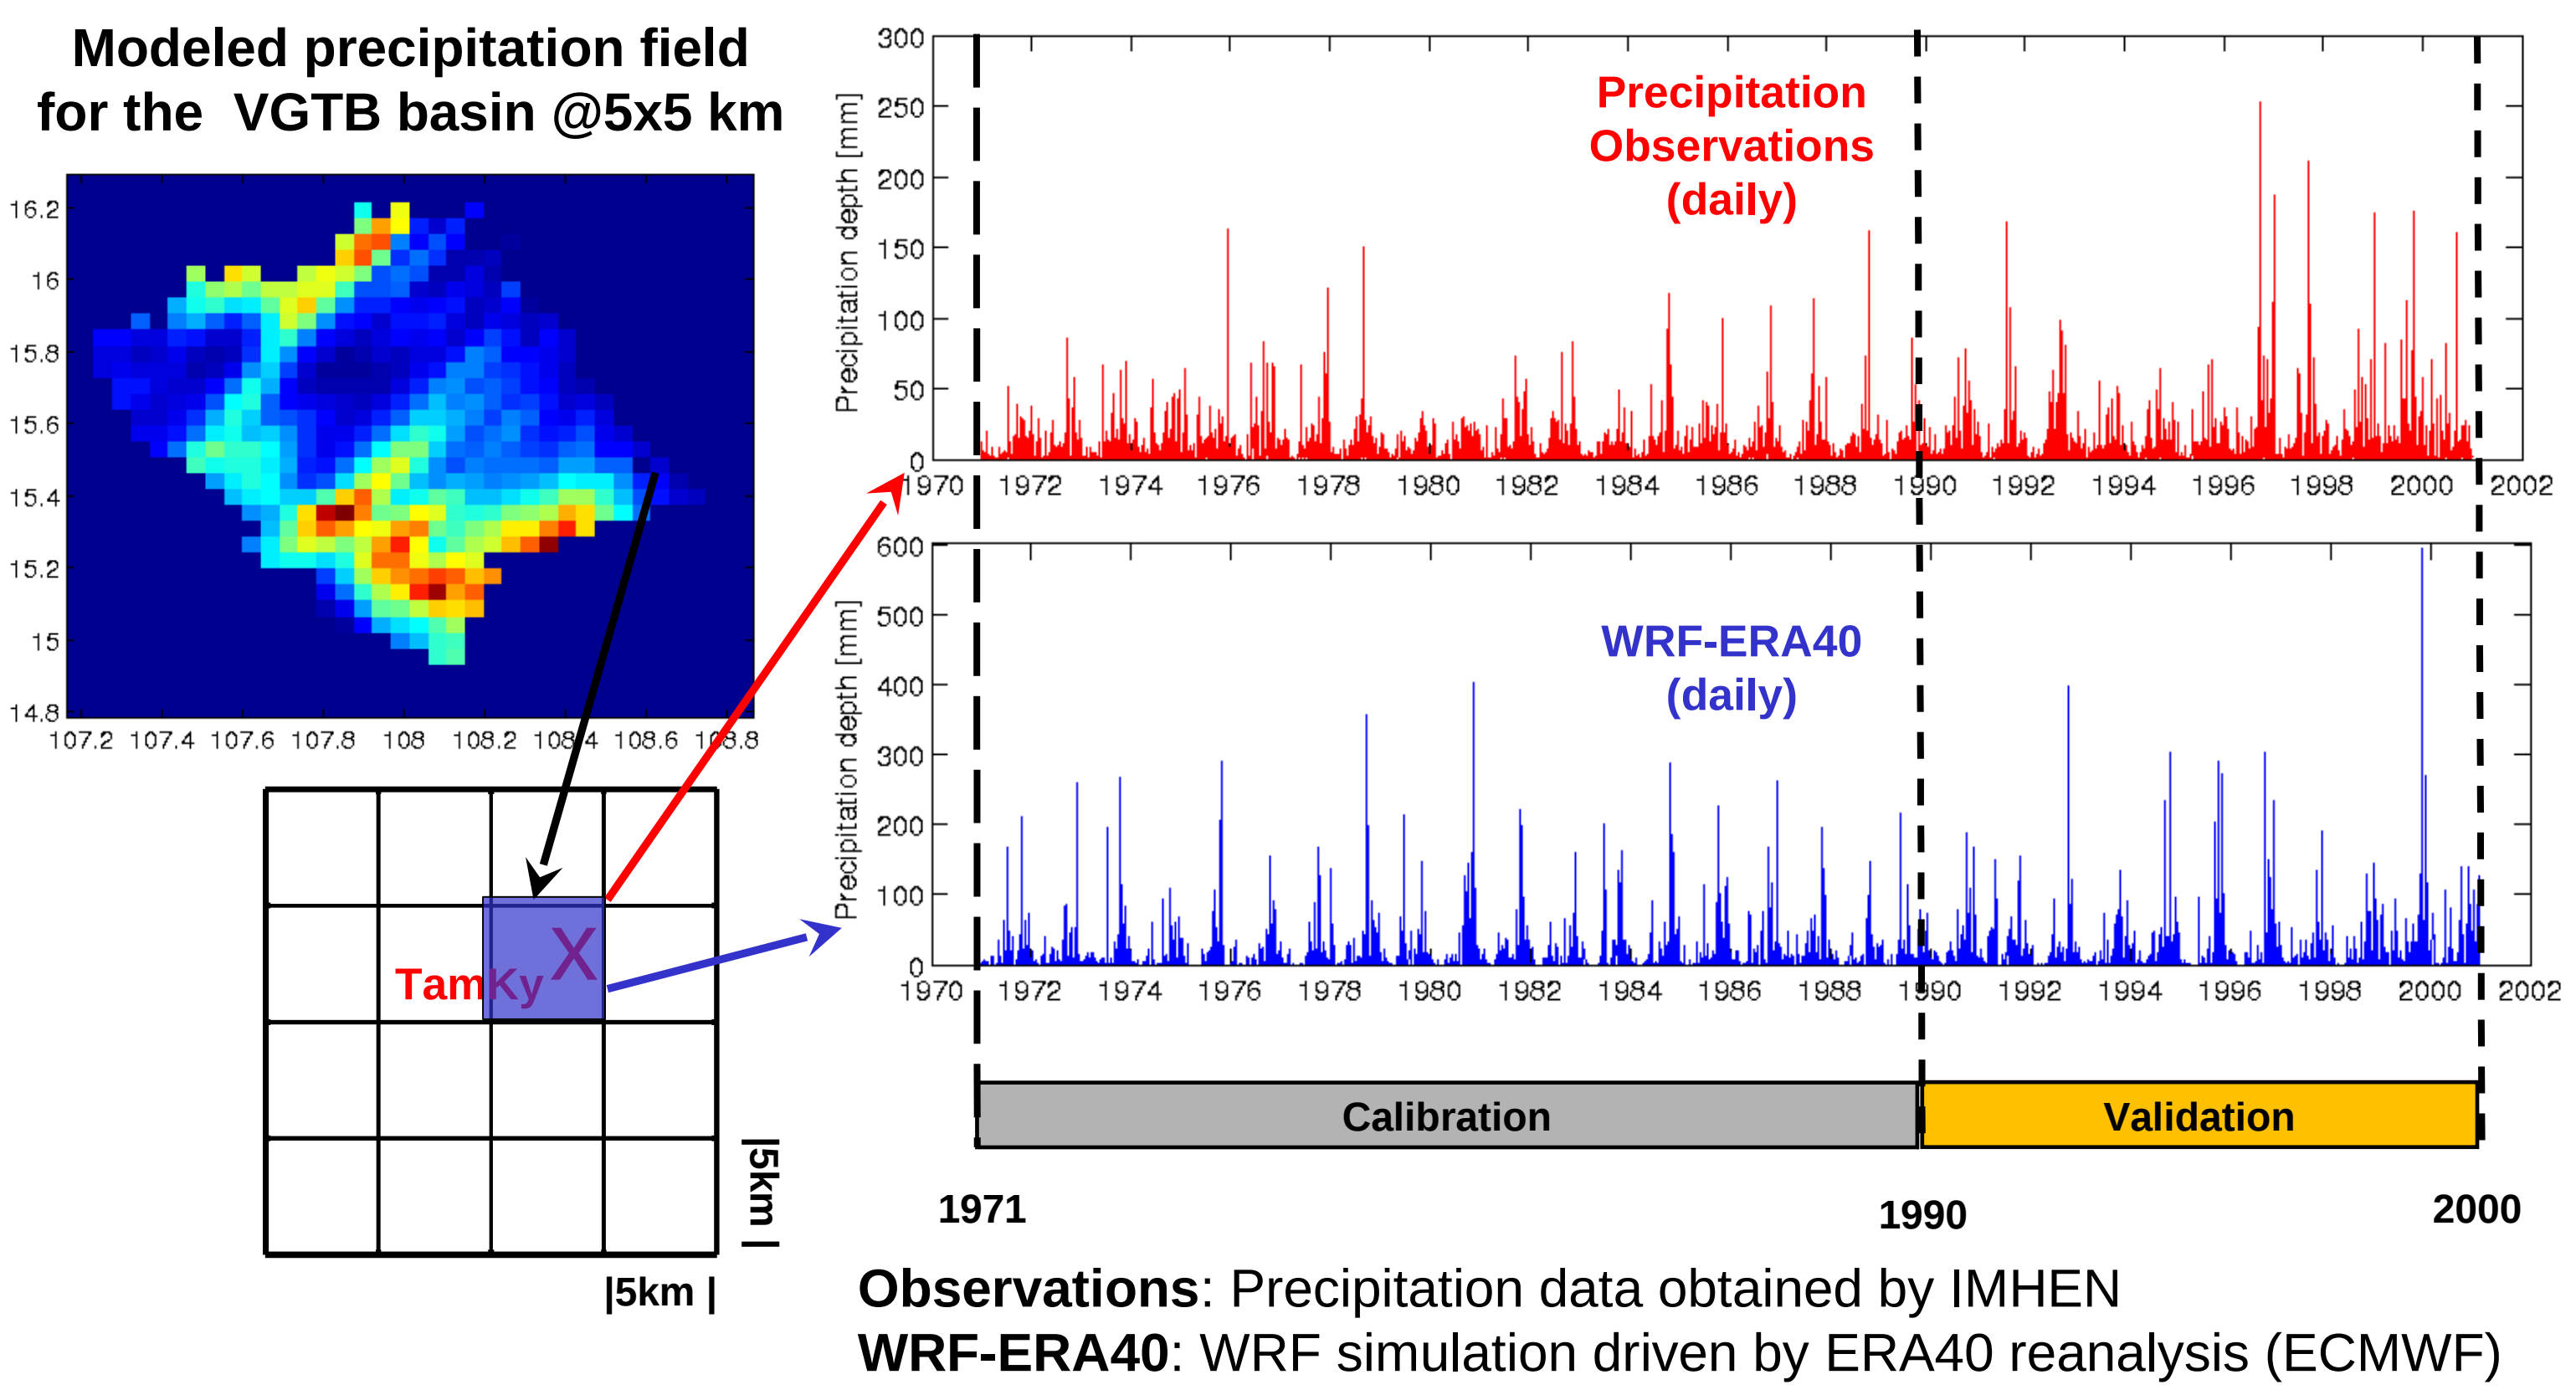 Modeled precipitation field
for the VGTB basin @5x5 km
16.2
16
15.8
15.6
15.4
15.2
15
14.8
107.2 107.4 107.6 107.8 108 108.2 108.4 108.6 108.8
TamKy X
|5km |
|5km |
Precipitation depth [mm]
300
250
200
150
100
50
0
Precipitation
Observations
(daily)
1970 1972 1974 1976 1978 1980 1982 1984 1986 1988 1990 1992 1994 1996 1998 2000 2002
Precipitation depth [mm]
600
500
400
300
200
100
0
WRF-ERA40
(daily)
1970 1972 1974 1976 1978 1980 1982 1984 1986 1988 1990 1992 1994 1996 1998 2000 2002
Calibration Validation
1971 1990 2000
Observations: Precipitation data obtained by IMHEN
WRF-ERA40: WRF simulation driven by ERA40 reanalysis (ECMWF)